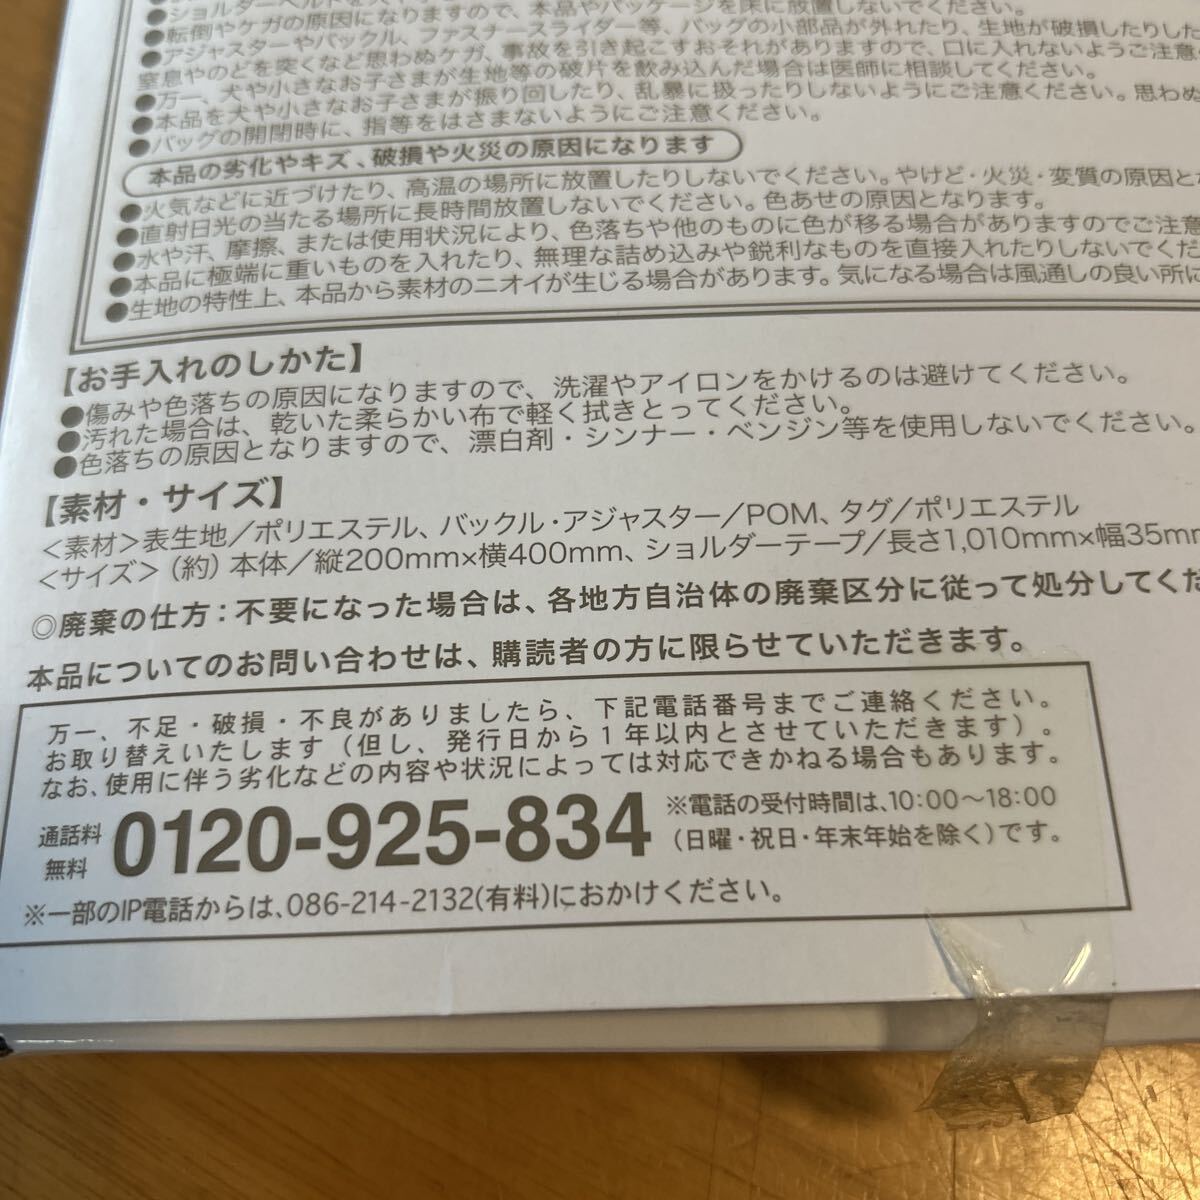 ●転倒やケガの原因になりますので、本品やパッケージを床に放置しないでください。
●アジャスターやバックル、ファスナースライダー等、バッグの小部品が外れたり、生地が破損したりした
窒息やのどを突くなど思わぬケガ、事故を引き起こすおそれがありますので、口に入れないようご注意
●万一、犬や小さなお子さまが生地等の破片を飲み込んだ場合は医師に相談してください。
●本品を犬や小さなお子さまが振り回したり、乱暴に扱ったりしないようにご注意ください。思わぬ
●バッグの開閉時に、指等をはさまないようにご注意ください。
本品の劣化やキズ、破損や火災の原因になります
●火気などに近づけたり、高温の場所に放置したりしないでください。やけど・火災・変質の原因と
●直射日光の当たる場所に長時間放置しないでください。色あせの原因となります。
●水や汗、摩擦、または使用状況により、色落ちや他のものに色が移る場合がありますのでご注意
●本品に極端に重いものを入れたり、無理な詰め込みや鋭利なものを直接入れたりしないでくだ
●生地の特性上、本品から素材のニオイが生じる場合があります。気になる場合は風通しの良い所に
【お手入れのしかた】
●傷みや色落ちの原因になりますので、洗濯やアイロンをかけるのは避けてください。
●汚れた場合は、乾いた柔らかい布で軽く拭きとってください。
●色落ちの原因となりますので、漂白剤・シンナー・ベンジン等を使用しないでください。
【素材・サイズ】
＜素材＞表生地／ポリエステル、バックル・アジャスター／POM、タグ／ポリエステル
＜サイズ＞（約）本体／縦200mm×横400mm、ショルダーテープ／長さ1,010mm×幅35mm
◎廃棄の仕方：不要になった場合は、各地方自治体の廃棄区分に従って処分してくだ
本品についてのお問い合わせは、購読者の方に限らせていただきます。
万一、不足・破損・不良がありましたら、下記電話番号までご連絡ください。
お取り替えいたします（但し、発行日から1年以内とさせていただきます）。
なお、使用に伴う劣化などの内容や状況によっては対応できかねる場合もあります。
通話料無料 0120-925-834 ※電話の受付時間は、10:00〜18:00
（日曜・祝日・年末年始を除く）です。
※一部のIP電話からは、086-214-2132(有料)におかけください。